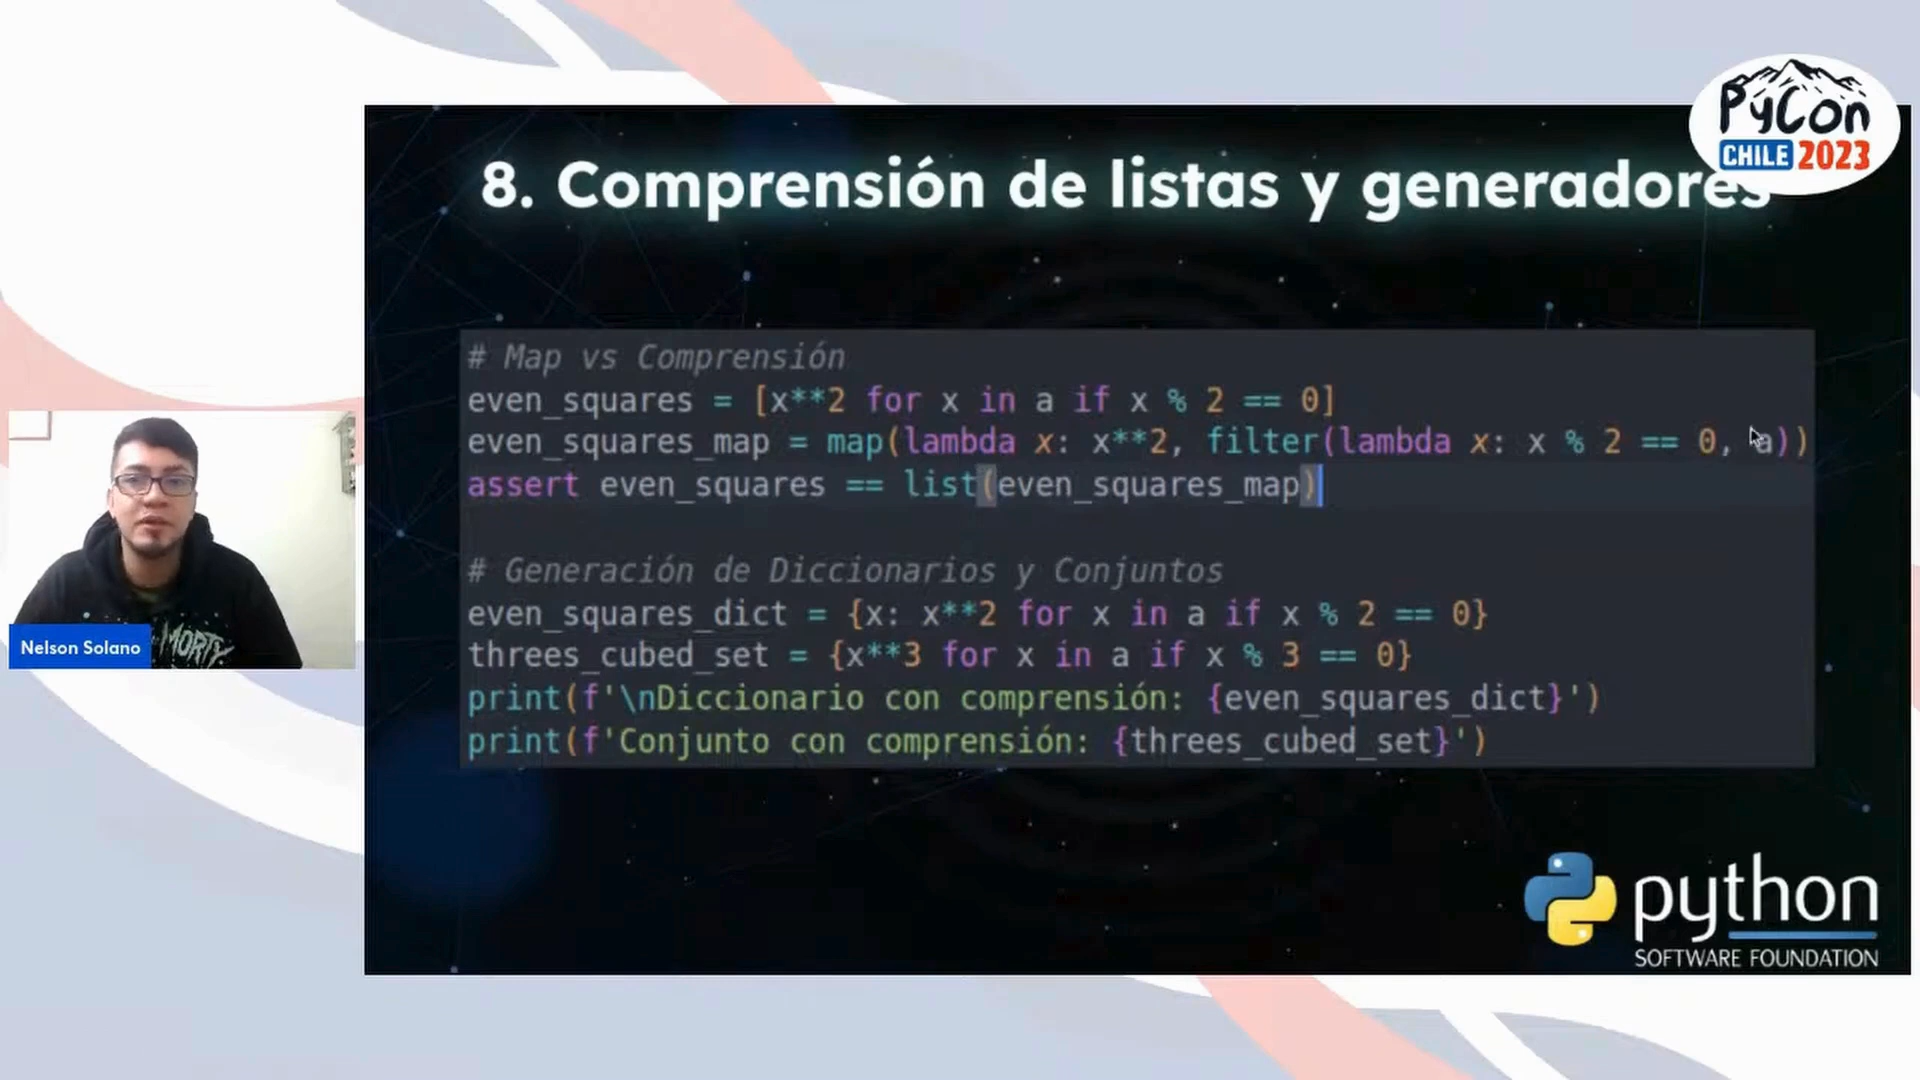 PyCon
CHILE 2023
8. Comprensión de listas y generadores
# Map vs Comprensión
even_squares = [x**2 for x in a if x % 2 == 0]
even_squares_map = map(lambda x: x**2, filter(lambda x: x % 2 == 0, a))
assert even_squares == list(even_squares_map)
# Generación de Diccionarios y Conjuntos
even_squares_dict = {x: x**2 for x in a if x % 2 == 0}
threes_cubed_set = {x**3 for x in a if x % 3 == 0}
print(f'\nDiccionario con comprensión: {even_squares_dict}')
print(f'Conjunto con comprensión: {threes_cubed_set}')
MORTY
Nelson Solano
python
SOFTWARE FOUNDATION